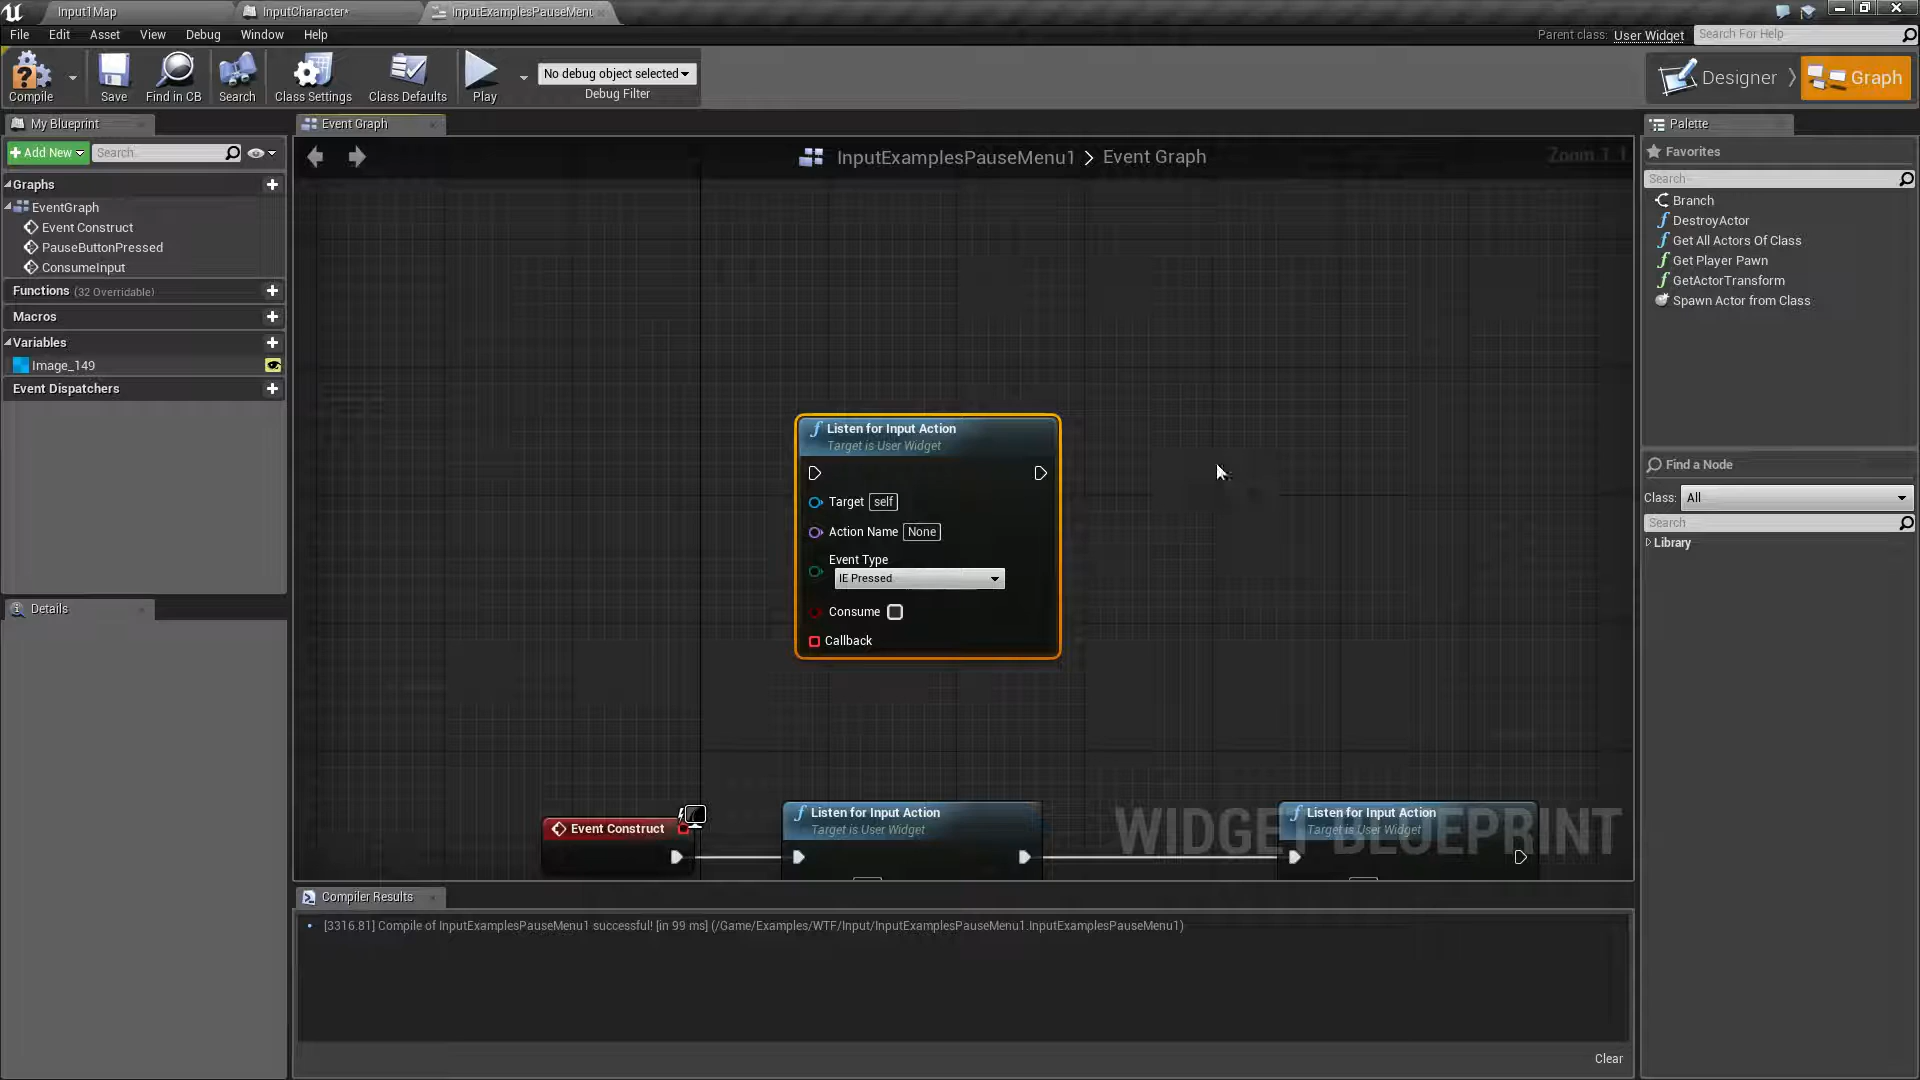 Input1Map
InputCharacter*
InputExamplesPauseMenu
File Edit Asset View Debug Window Help
Parent class: User Widget
Search For Help
Compile
Save
Find in CB
Search
Class Settings
Class Defaults
Play
No debug object selected
Debug Filter
Designer
Graph
My Blueprint
+ Add New
Search
Graphs
EventGraph
Event Construct
PauseButtonPressed
ConsumeInput
Functions (32 Overridable)
Macros
Variables
Image_149
Event Dispatchers
Details
Event Graph
InputExamplesPauseMenu1 > Event Graph
Listen for Input Action
Target is User Widget
Target self
Action Name None
Event Type
IE Pressed
Consume
Callback
Event Construct
Listen for Input Action
Target is User Widget
Listen for Input Action
Target is User Widget
WIDGET BLUEPRINT
Compiler Results
[3316.81] Compile of InputExamplesPauseMenu1 successful! [in 99 ms] (/Game/Examples/WTF/Input/InputExamplesPauseMenu1.InputExamplesPauseMenu1)
Clear
Palette
Favorites
Search
Branch
DestroyActor
Get All Actors Of Class
Get Player Pawn
GetActorTransform
Spawn Actor from Class
Find a Node
Class: All
Search
Library